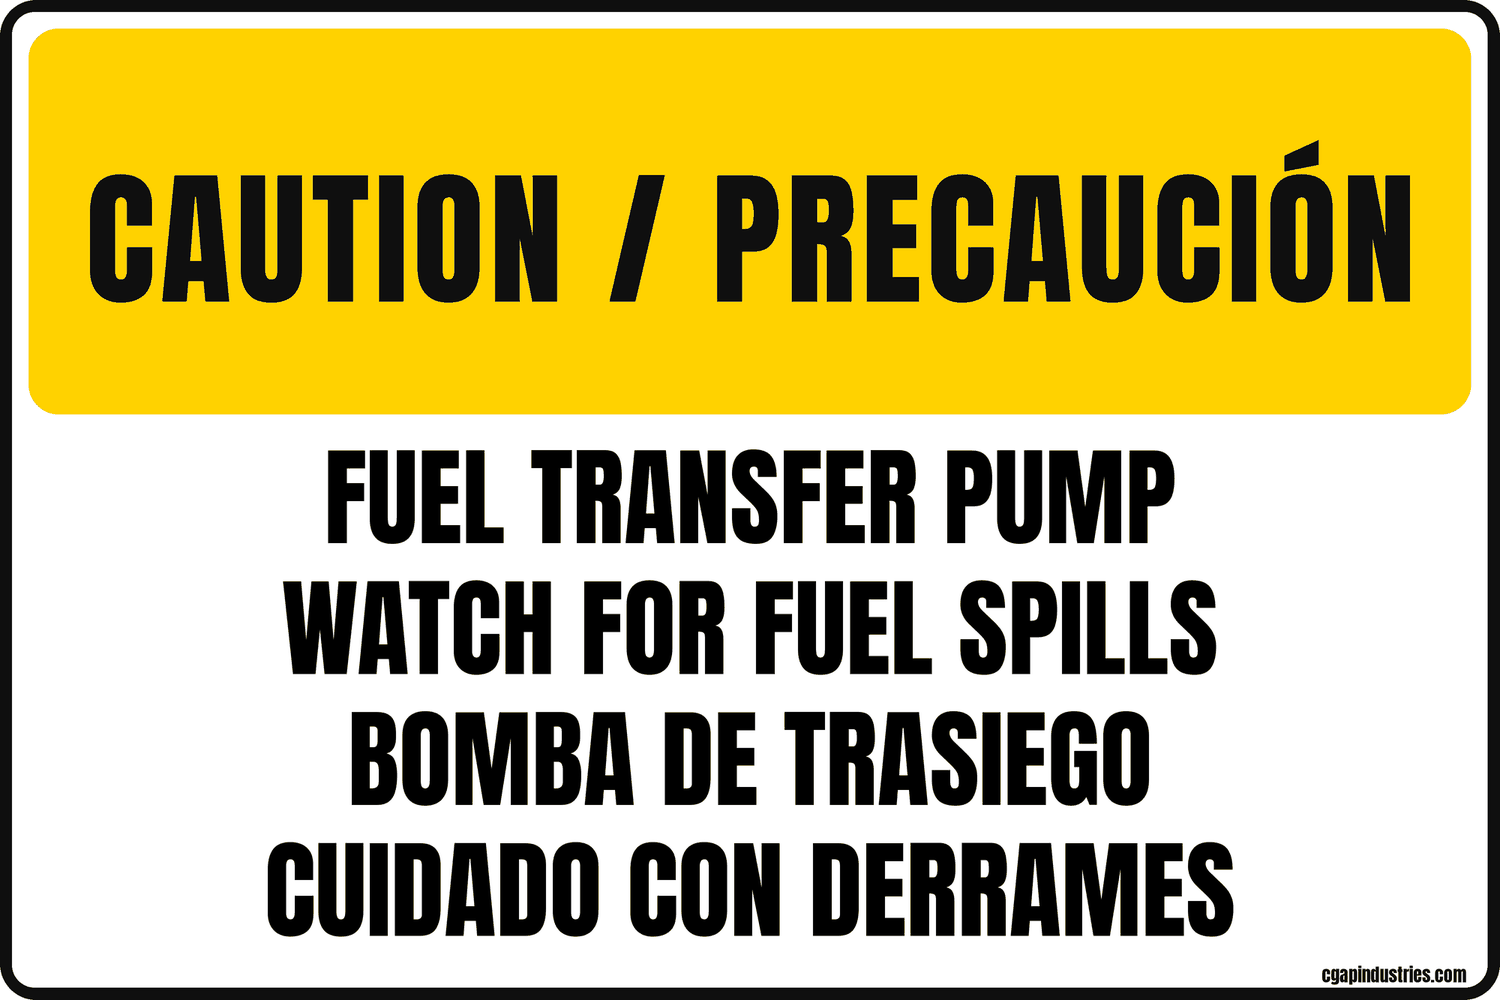 CAUTION / PRECAUCIÓN
FUEL TRANSFER PUMP
WATCH FOR FUEL SPILLS
BOMBA DE TRASIEGO
CUIDADO CON DERRAMES
cgapindustries.com